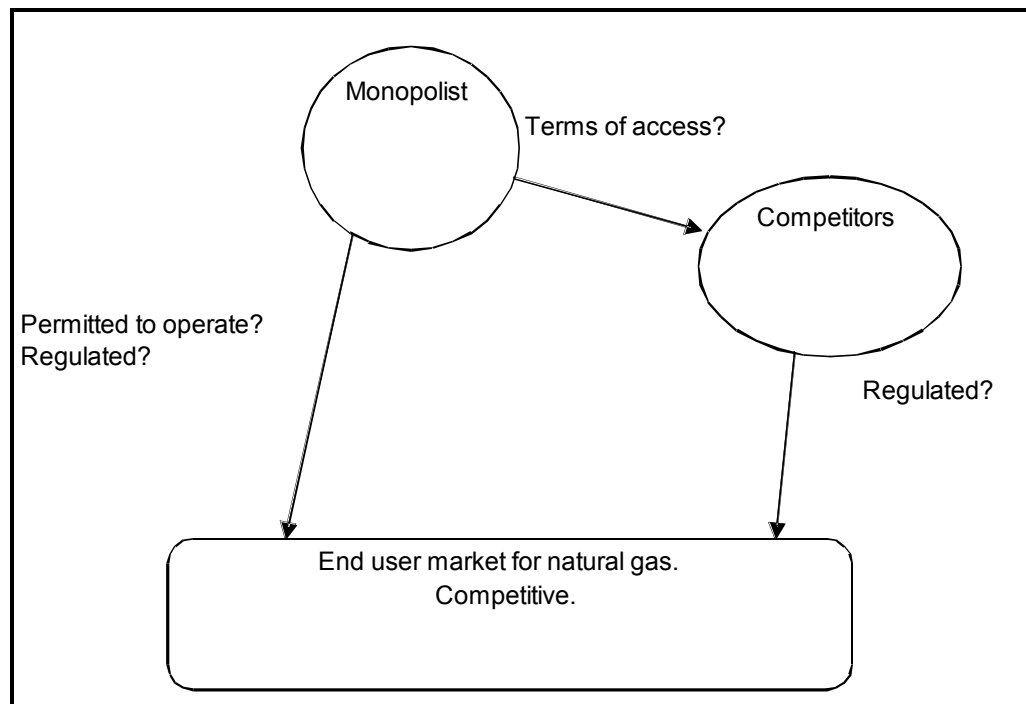 Monopolist
Terms of access?
Competitors
Permitted to operate?
Regulated?
Regulated?
End user market for natural gas.
Competitive.